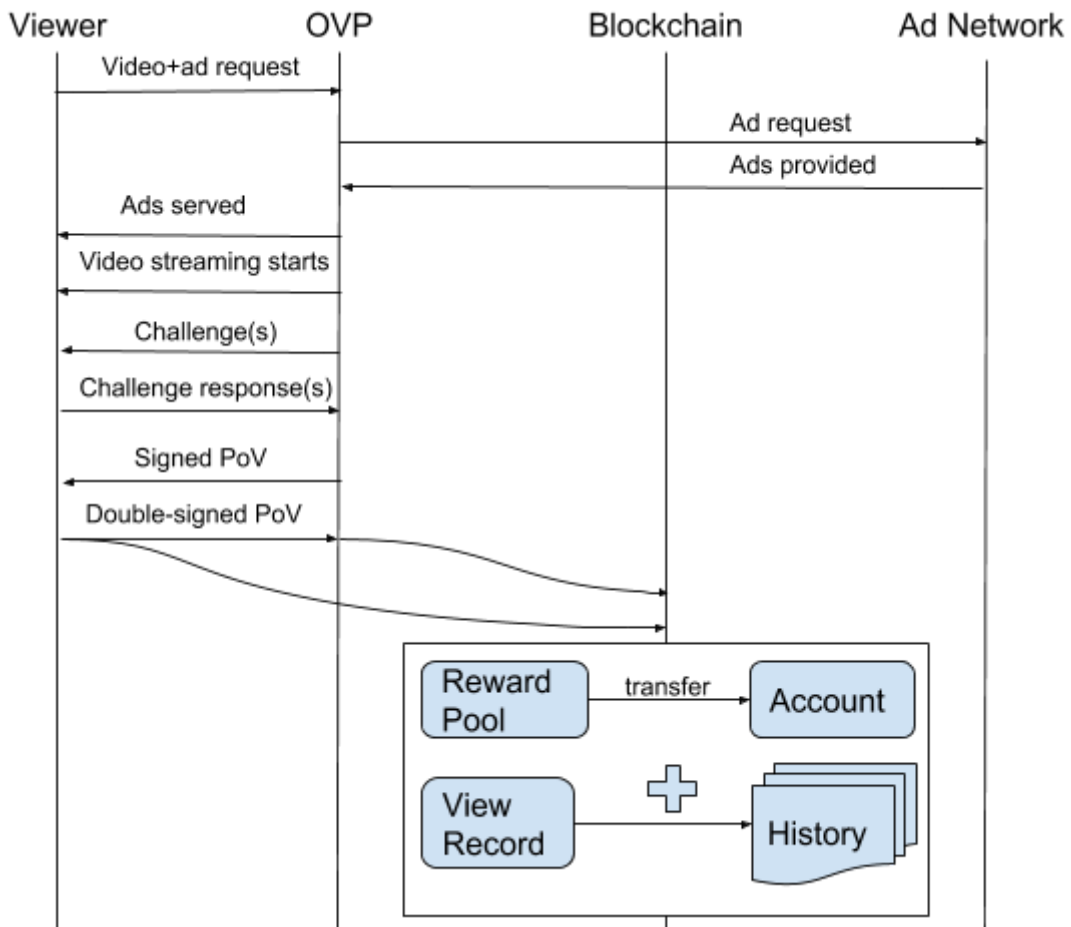 Viewer OVP Blockchain Ad Network
Video+ad request
Ad request
Ads provided
Ads served
Video streaming starts
Challenge(s)
Challenge response(s)
Signed PoV
Double-signed PoV
Reward
Pool
transfer
Account
View
Record
History